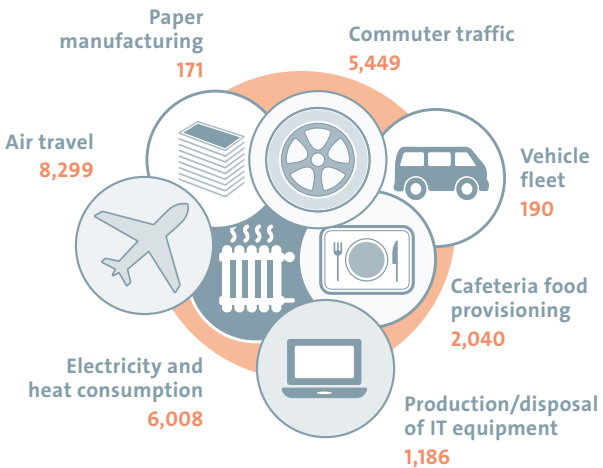 Paper
manufacturing
171
Commuter traffic
5,449
Air travel
8,299
Vehicle
fleet
190
Cafeteria food
provisioning
2,040
Electricity and
heat consumption
6,008
Production/disposal
of IT equipment
1,186